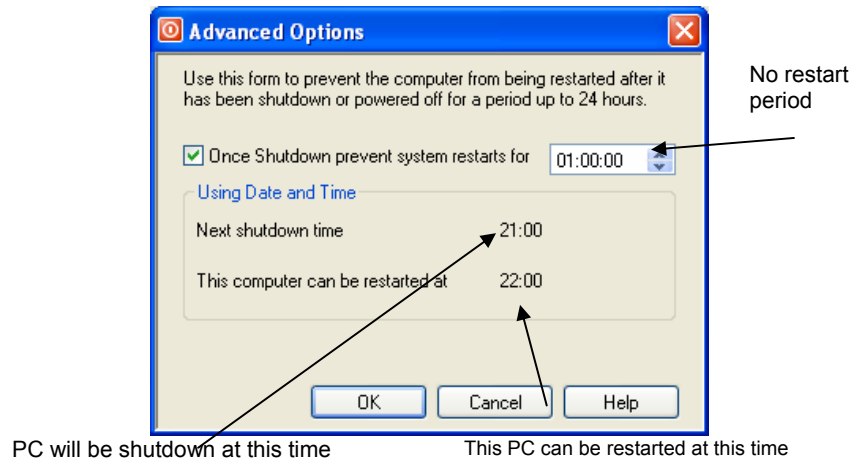 Advanced Options
Use this form to prevent the computer from being restarted after it
has been shutdown or powered off for a period up to 24 hours.
No restart
period
Once Shutdown prevent system restarts for 01:00:00
Using Date and Time
Next shutdown time 21:00
This computer can be restarted at 22:00
OK Cancel Help
PC will be shutdown at this time
This PC can be restarted at this time